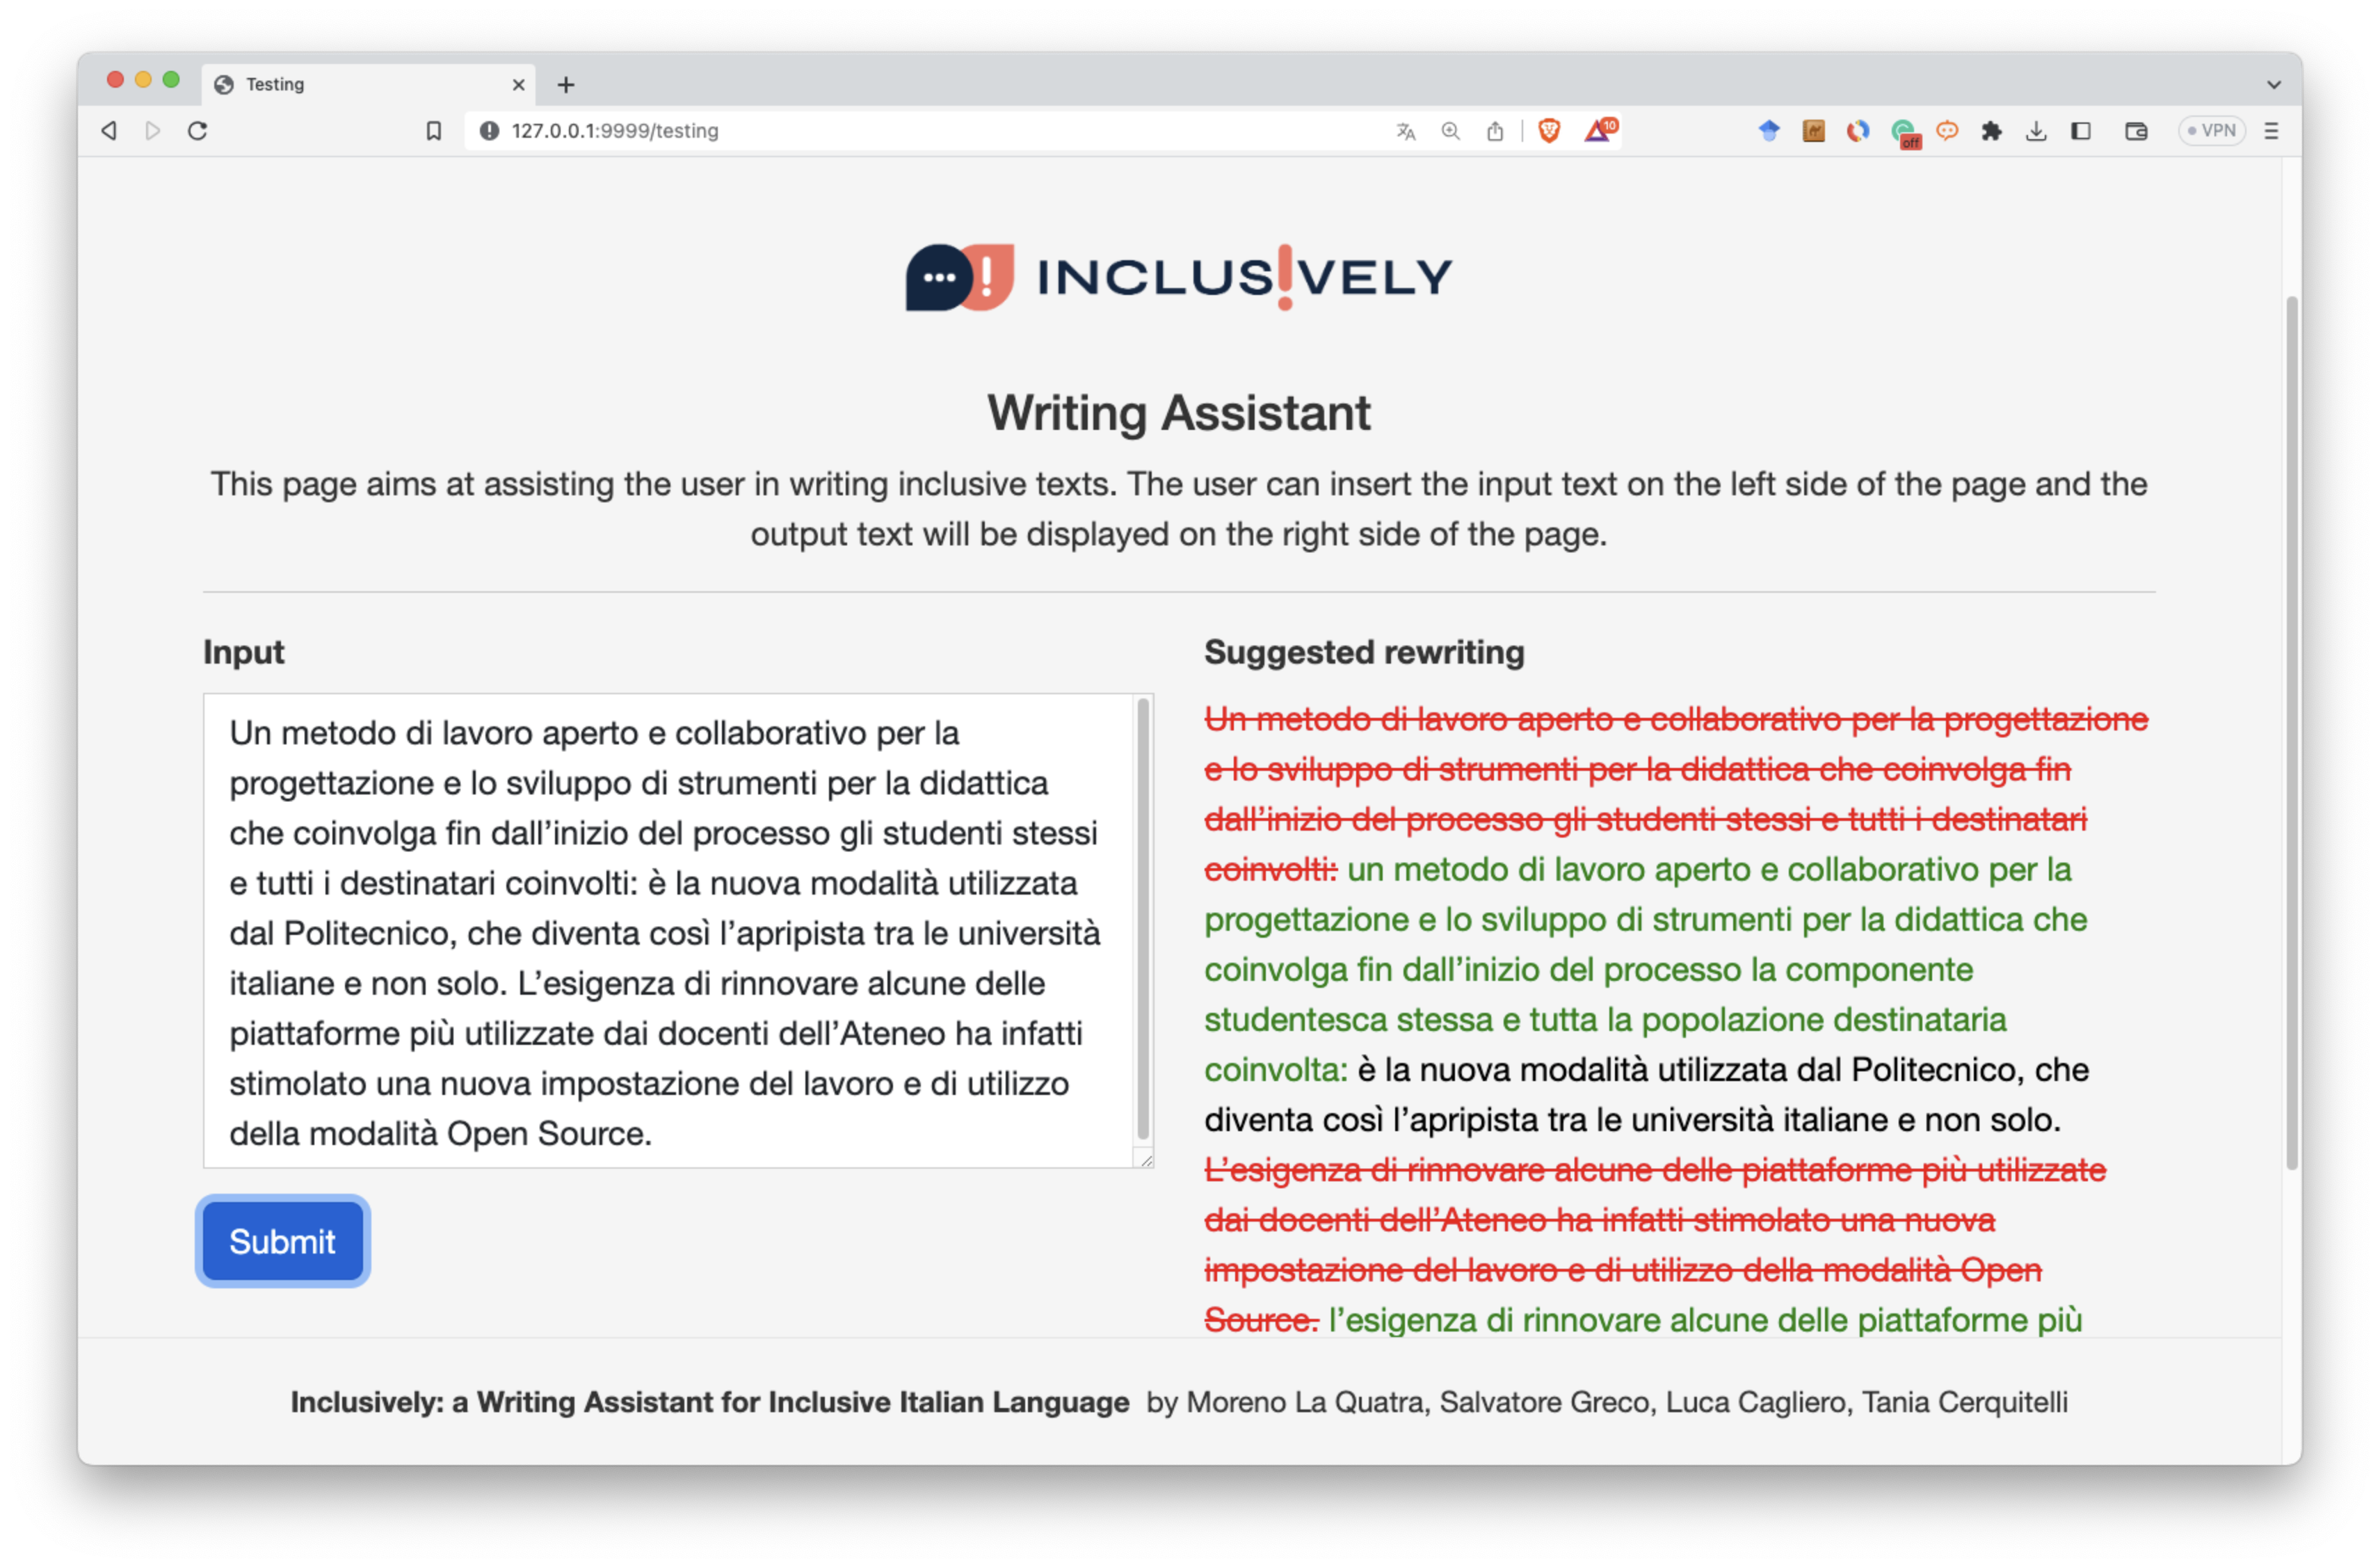 Testing
127.0.0.1:9999/testing
10
off
VPN
INCLUS!VELY
Writing Assistant
This page aims at assisting the user in writing inclusive texts. The user can insert the input text on the left side of the page and the
output text will be displayed on the right side of the page.
Input
Un metodo di lavoro aperto e collaborativo per la
progettazione e lo sviluppo di strumenti per la didattica
che coinvolga fin dall’inizio del processo gli studenti stessi
e tutti i destinatari coinvolti: è la nuova modalità utilizzata
dal Politecnico, che diventa così l’apripista tra le università
italiane e non solo. L’esigenza di rinnovare alcune delle
piattaforme più utilizzate dai docenti dell’Ateneo ha infatti
stimolato una nuova impostazione del lavoro e di utilizzo
della modalità Open Source.
Submit
Suggested rewriting
Un metodo di lavoro aperto e collaborativo per la progettazione
e lo sviluppo di strumenti per la didattica che coinvolga fin
dall’inizio del processo gli studenti stessi e tutti i destinatari
coinvolti: un metodo di lavoro aperto e collaborativo per la
progettazione e lo sviluppo di strumenti per la didattica che
coinvolga fin dall’inizio del processo la componente
studentesca stessa e tutta la popolazione destinataria
coinvolta: è la nuova modalità utilizzata dal Politecnico, che
diventa così l’apripista tra le università italiane e non solo.
L’esigenza di rinnovare alcune delle piattaforme più utilizzate
dai docenti dell’Ateneo ha infatti stimolato una nuova
impostazione del lavoro e di utilizzo della modalità Open
Source. l’esigenza di rinnovare alcune delle piattaforme più
Inclusively: a Writing Assistant for Inclusive Italian Language by Moreno La Quatra, Salvatore Greco, Luca Cagliero, Tania Cerquitelli